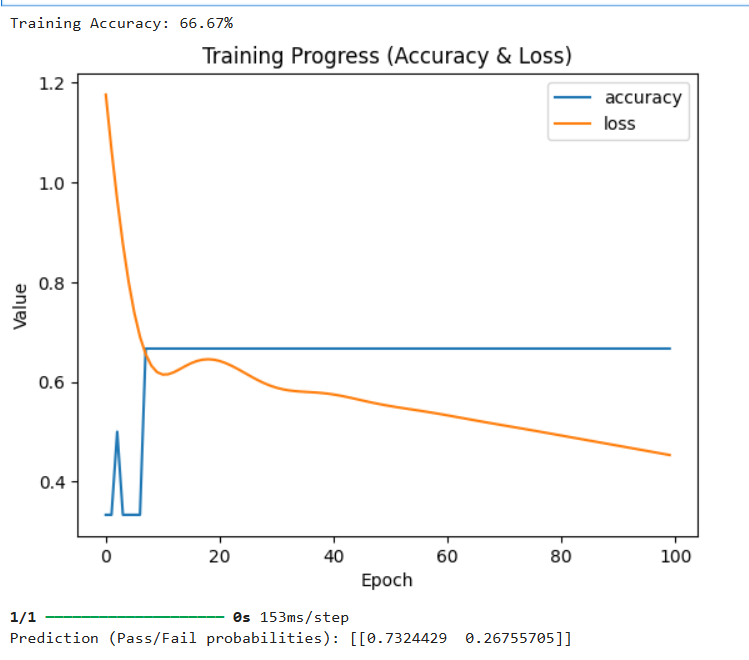 Training Accuracy: 66.67%
Training Progress (Accuracy & Loss)
accuracy
loss
1.2
1.0
0.8
0.6
0.4
Value
0 20 40 60 80 100
Epoch
1/1 ━━━━━━━━━━━━━━━━━━━━ 0s 153ms/step
Prediction (Pass/Fail probabilities): [[0.7324429 0.26755705]]